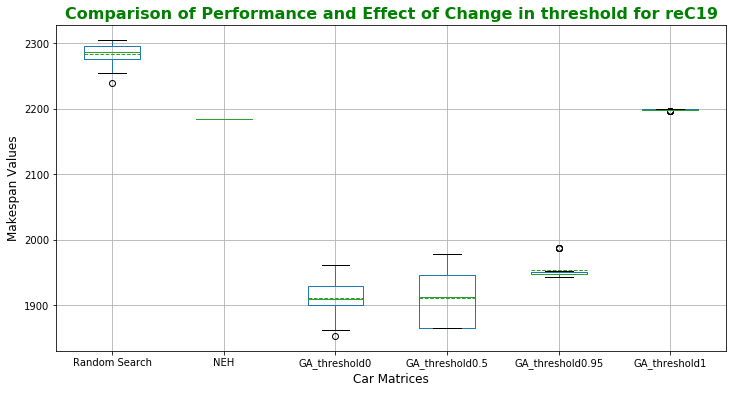 Comparison of Performance and Effect of Change in threshold for reC19
Makespan Values
2300
2200
2100
2000
1900
Random Search
NEH
GA_threshold0
GA_threshold0.5
GA_threshold0.95
GA_threshold1
Car Matrices